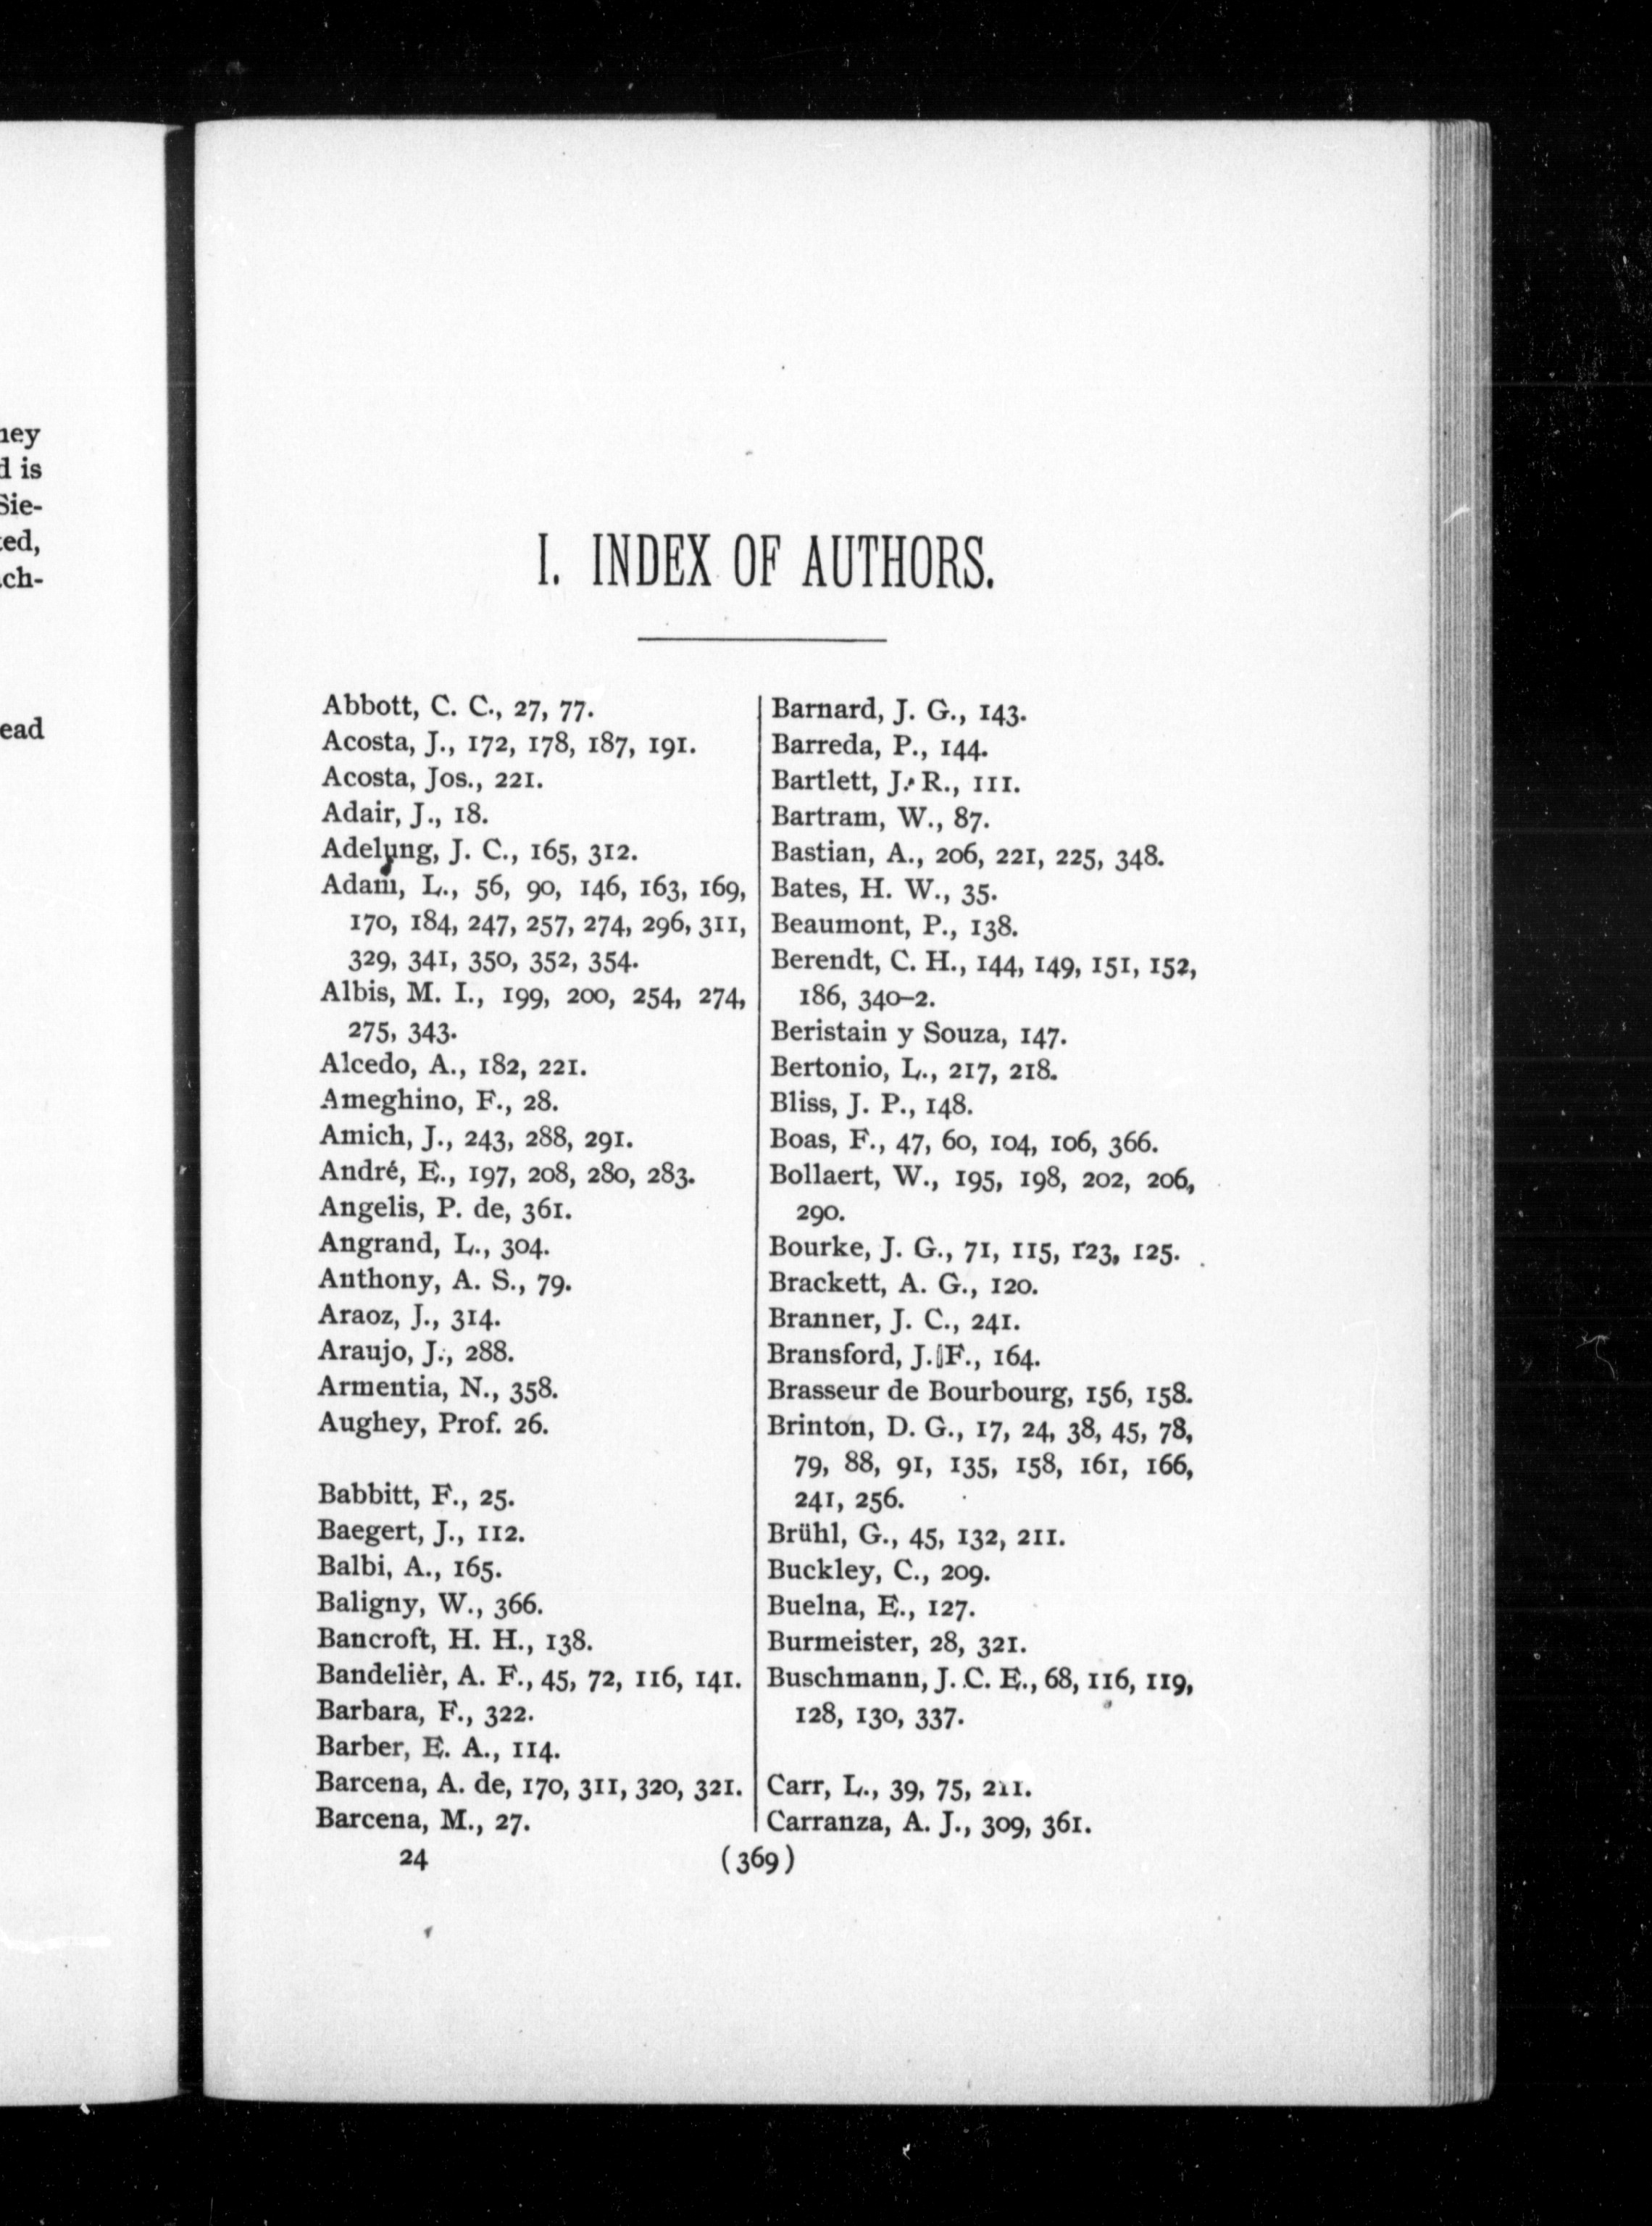 ney
d is
Sie-
ted,
ch-
ead
I. INDEX OF AUTHORS.
Abbott, C. C., 27, 77.
Acosta, J., 172, 178, 187, 191.
Acosta, Jos., 221.
Adair, J., 18.
Adelung, J. C., 165, 312.
Adam, L., 56, 90, 146, 163, 169,
170, 184, 247, 257, 274, 296, 311,
329, 341, 350, 352, 354.
Albis, M. I., 199, 200, 254, 274,
275, 343.
Alcedo, A., 182, 221.
Ameghino, F., 28.
Amich, J., 243, 288, 291.
André, E., 197, 208, 280, 283.
Angelis, P. de, 361.
Angrand, L., 304.
Anthony, A. S., 79.
Araoz, J., 314.
Araujo, J., 288.
Armentia, N., 358.
Aughey, Prof. 26.
Babbitt, F., 25.
Baegert, J., 112.
Balbi, A., 165.
Baligny, W., 366.
Bancroft, H. H., 138.
Bandelièr, A. F., 45, 72, 116, 141.
Barbara, F., 322.
Barber, E. A., 114.
Barcena, A. de, 170, 311, 320, 321.
Barcena, M., 27.
Barnard, J. G., 143.
Barreda, P., 144.
Bartlett, J. R., 111.
Bartram, W., 87.
Bastian, A., 206, 221, 225, 348.
Bates, H. W., 35.
Beaumont, P., 138.
Berendt, C. H., 144, 149, 151, 152,
186, 340–2.
Beristain y Souza, 147.
Bertonio, L., 217, 218.
Bliss, J. P., 148.
Boas, F., 47, 60, 104, 106, 366.
Bollaert, W., 195, 198, 202, 206,
290.
Bourke, J. G., 71, 115, 123, 125.
Brackett, A. G., 120.
Branner, J. C., 241.
Bransford, J. F., 164.
Brasseur de Bourbourg, 156, 158.
Brinton, D. G., 17, 24, 38, 45, 78,
79, 88, 91, 135, 158, 161, 166,
241, 256.
Brühl, G., 45, 132, 211.
Buckley, C., 209.
Buelna, E., 127.
Burmeister, 28, 321.
Buschmann, J. C. E., 68, 116, 119,
128, 130, 337.
Carr, L., 39, 75, 211.
Carranza, A. J., 309, 361.
24 (369)